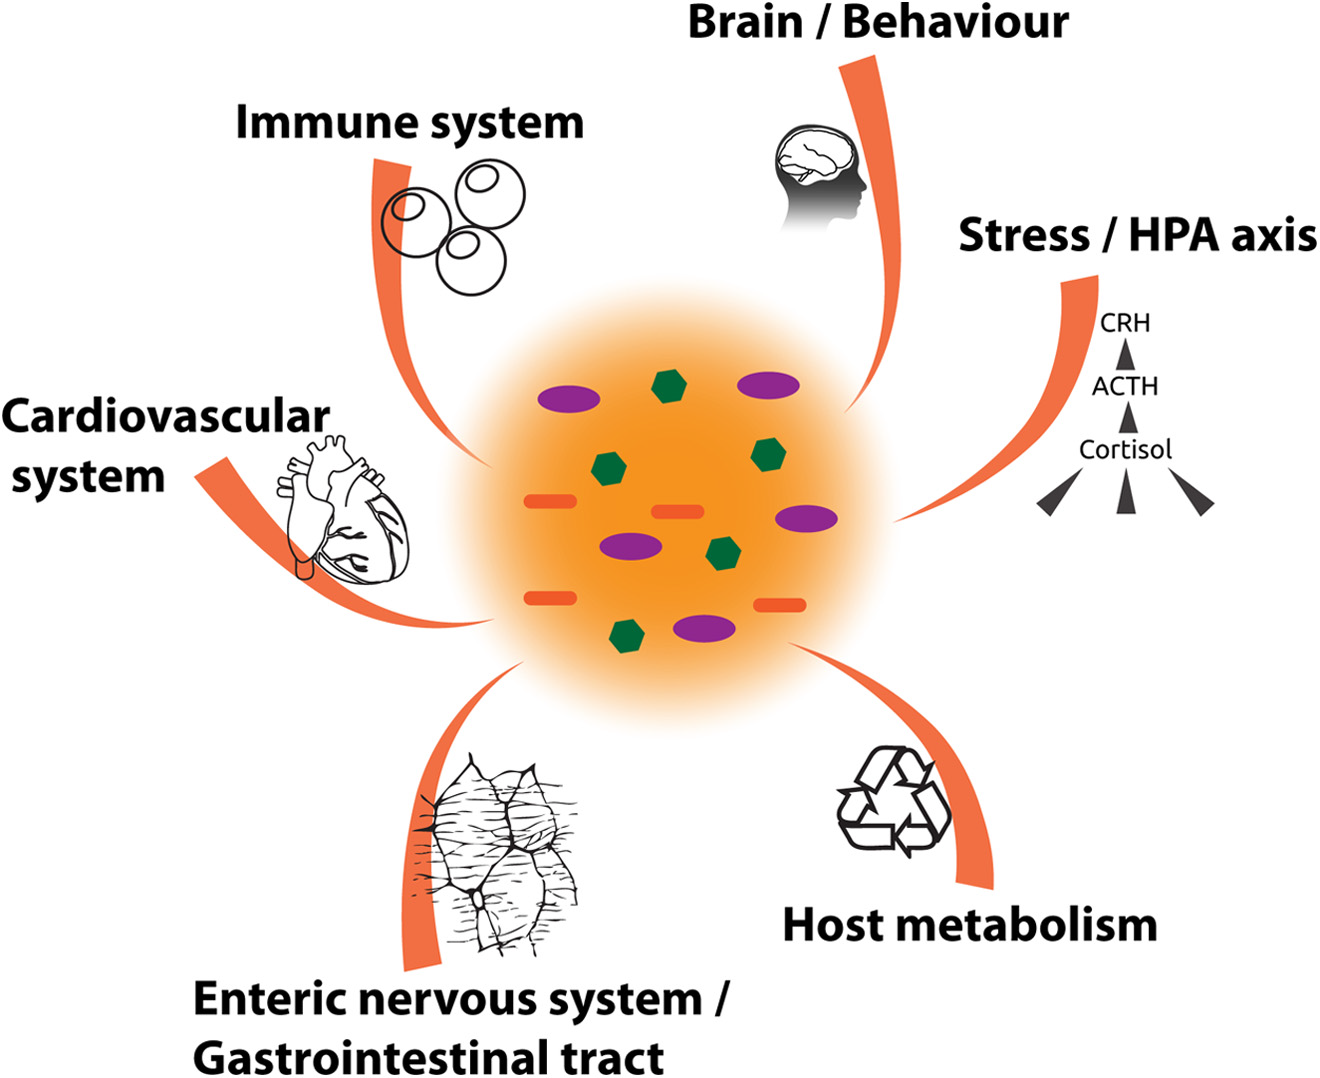 Brain / Behaviour
Immune system
Stress / HPA axis
CRH
ACTH
Cortisol
Cardiovascular
system
Host metabolism
Enteric nervous system /
Gastrointestinal tract